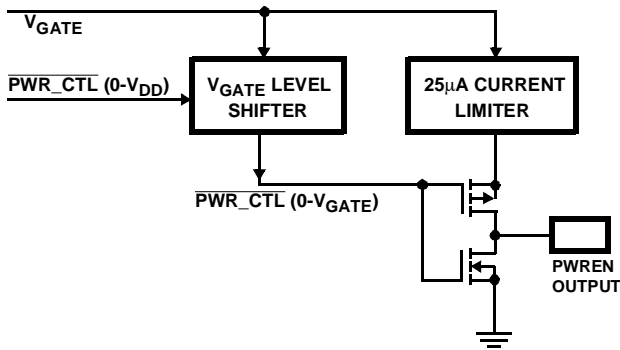 VGATE
PWR_CTL (0-VDD)
VGATE LEVEL
SHIFTER
25μA CURRENT
LIMITER
PWR_CTL (0-VGATE)
PWREN
OUTPUT